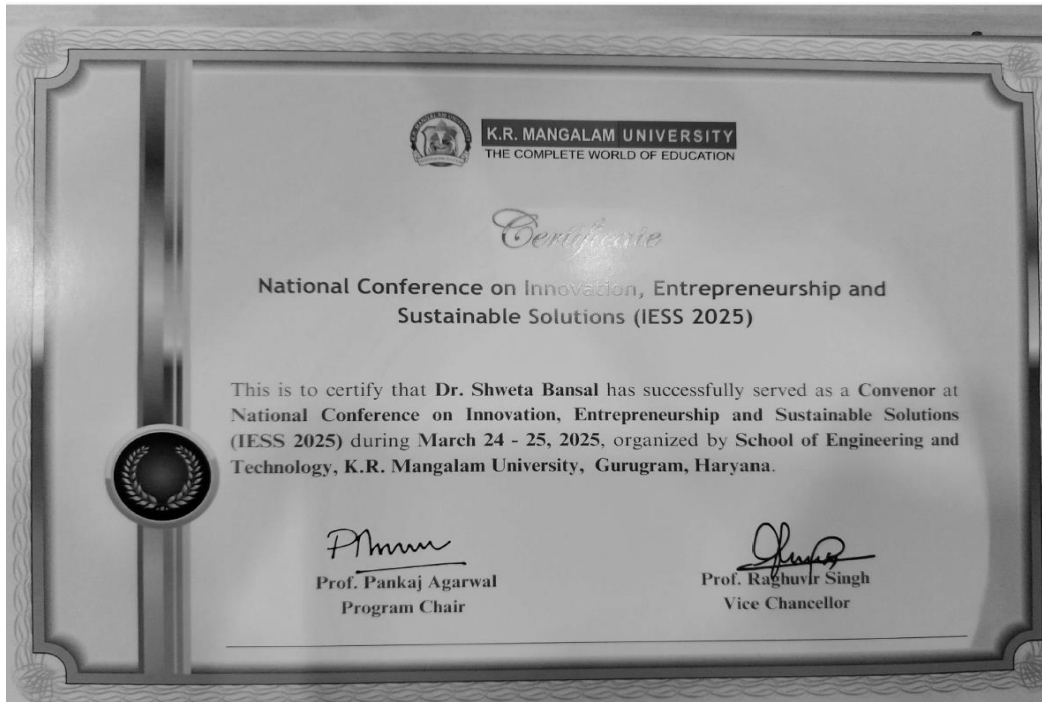 K.R. MANGALAM UNIVERSITY
THE COMPLETE WORLD OF EDUCATION
Certificate
National Conference on Innovation, Entrepreneurship and
Sustainable Solutions (IESS 2025)
This is to certify that Dr. Shweta Bansal has successfully served as a Convenor at
National Conference on Innovation, Entrepreneurship and Sustainable Solutions
(IESS 2025) during March 24 - 25, 2025, organized by School of Engineering and
Technology, K.R. Mangalam University, Gurugram, Haryana.
Prof. Pankaj Agarwal
Program Chair
Prof. Raghuvir Singh
Vice Chancellor